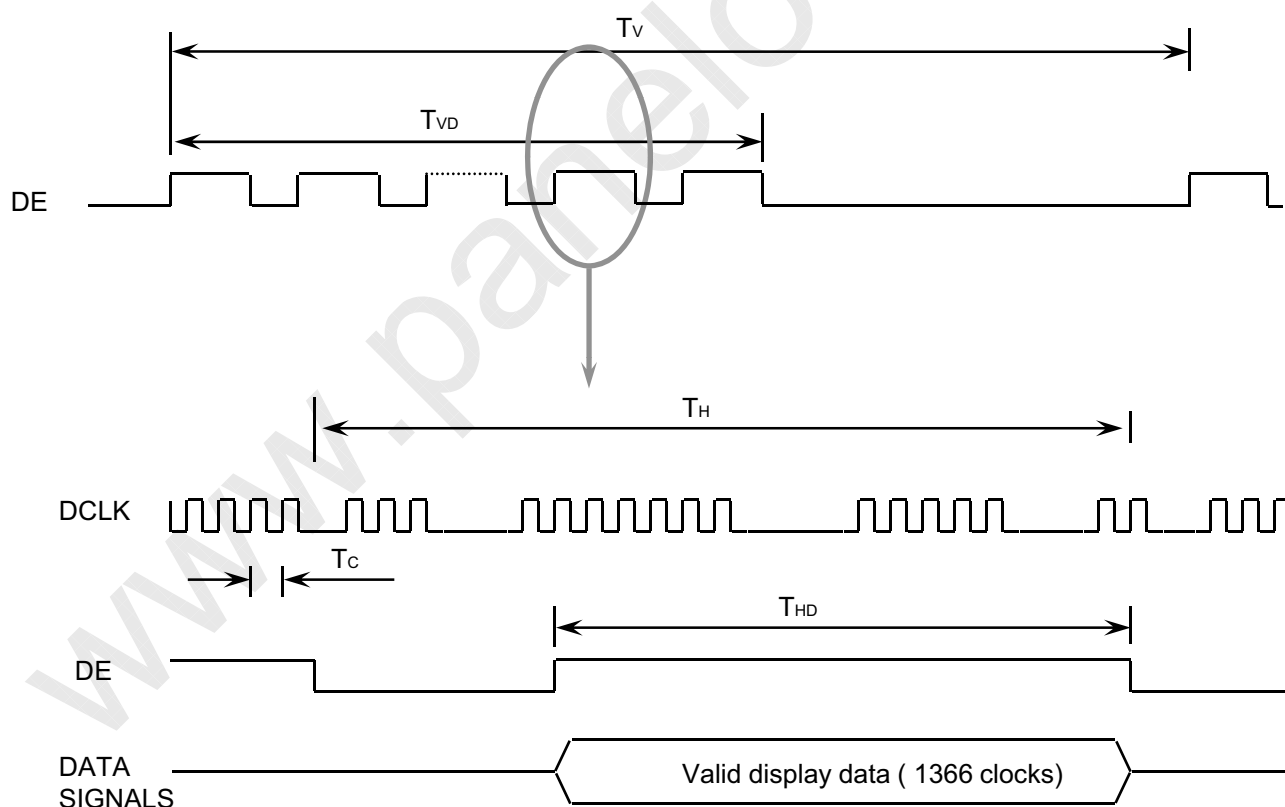 TV
TVD
DE
TH
DCLK
TC
THD
DE
DATA
SIGNALS
Valid display data ( 1366 clocks)
www.panelo